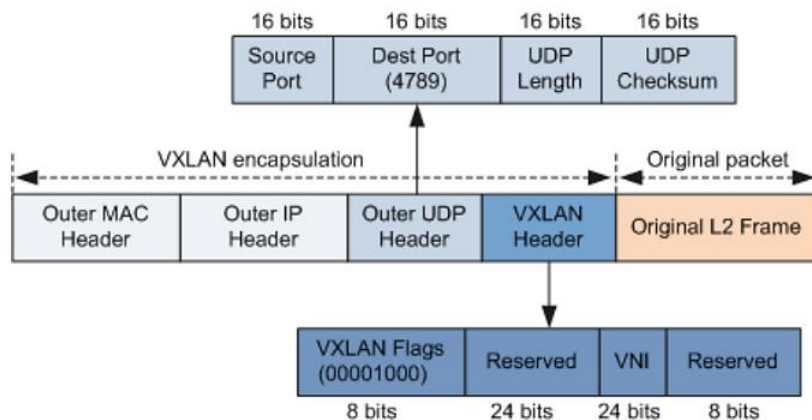 16 bits 16 bits 16 bits 16 bits
Source Dest Port UDP UDP
Port (4789) Length Checksum
VXLAN encapsulation Original packet
Outer MAC Outer IP Outer UDP VXLAN Original L2 Frame
Header Header Header Header
VXLAN Flags Reserved VNI Reserved
(00001000)
8 bits 24 bits 24 bits 8 bits